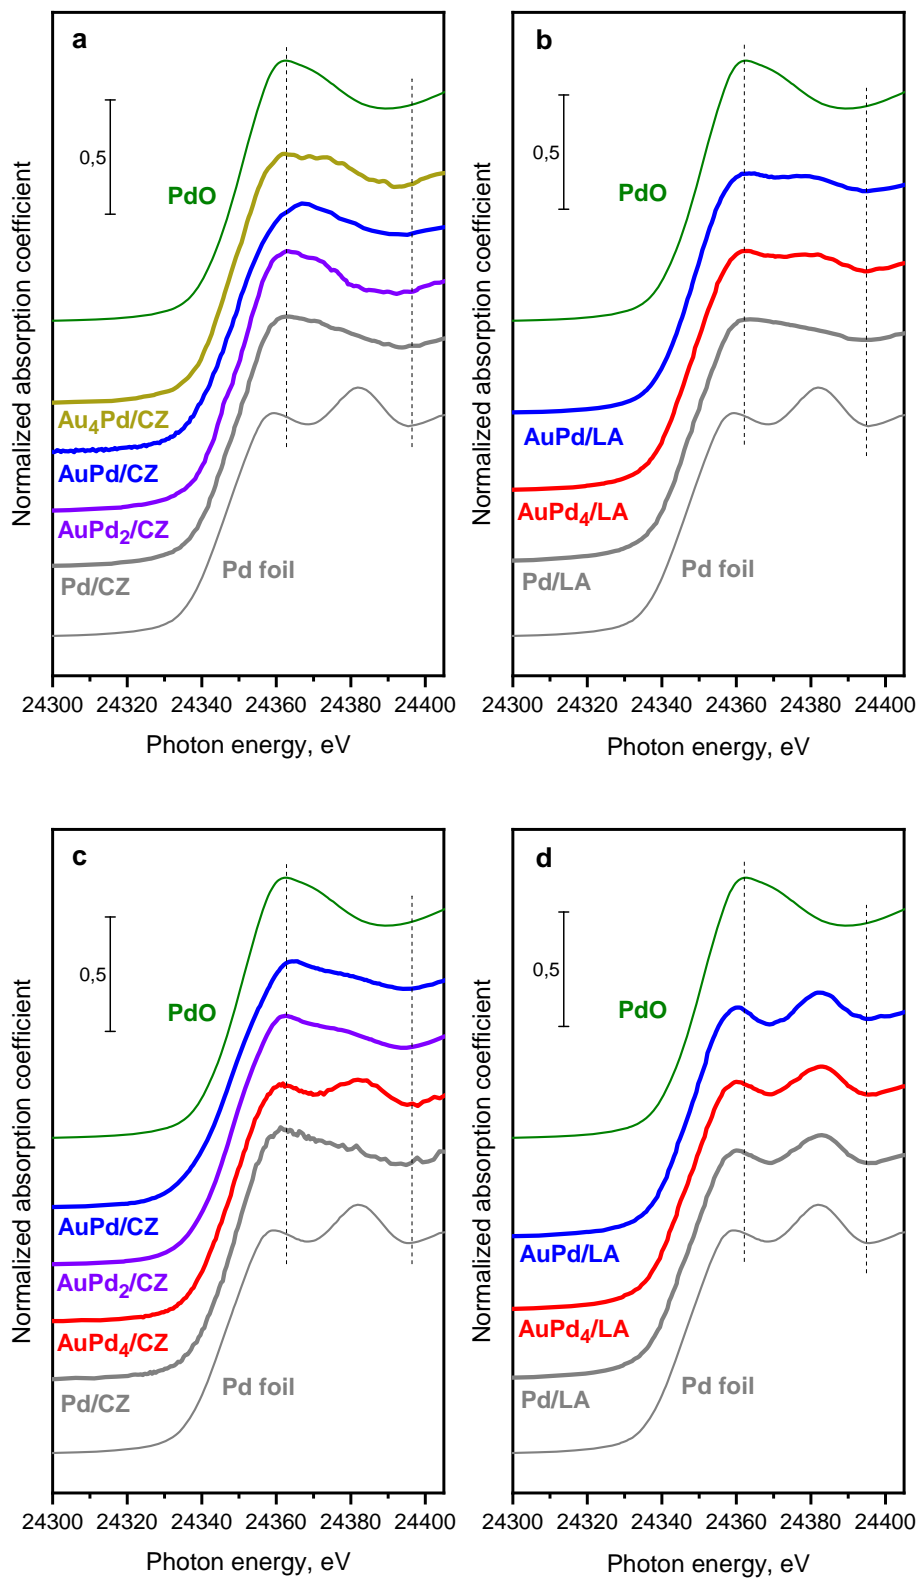 a
0,5
PdO
Au4Pd/CZ
AuPd/CZ
AuPd2/CZ
Pd/CZ
Pd foil
Normalized absorption coefficient
24300 24320 24340 24360 24380 24400
Photon energy, eV
b
0,5
PdO
AuPd/LA
AuPd4/LA
Pd/LA
Pd foil
Normalized absorption coefficient
24300 24320 24340 24360 24380 24400
Photon energy, eV
c
0,5
PdO
AuPd/CZ
AuPd2/CZ
AuPd4/CZ
Pd/CZ
Pd foil
Normalized absorption coefficient
24300 24320 24340 24360 24380 24400
Photon energy, eV
d
0,5
PdO
AuPd/LA
AuPd4/LA
Pd/LA
Pd foil
Normalized absorption coefficient
24300 24320 24340 24360 24380 24400
Photon energy, eV